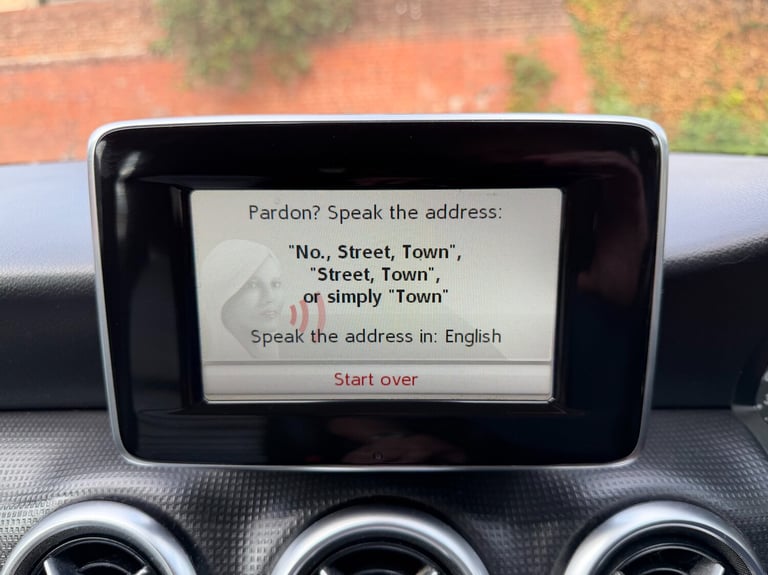 Pardon? Speak the address:
"No., Street, Town",
"Street, Town",
or simply "Town"
Speak the address in: English
Start over